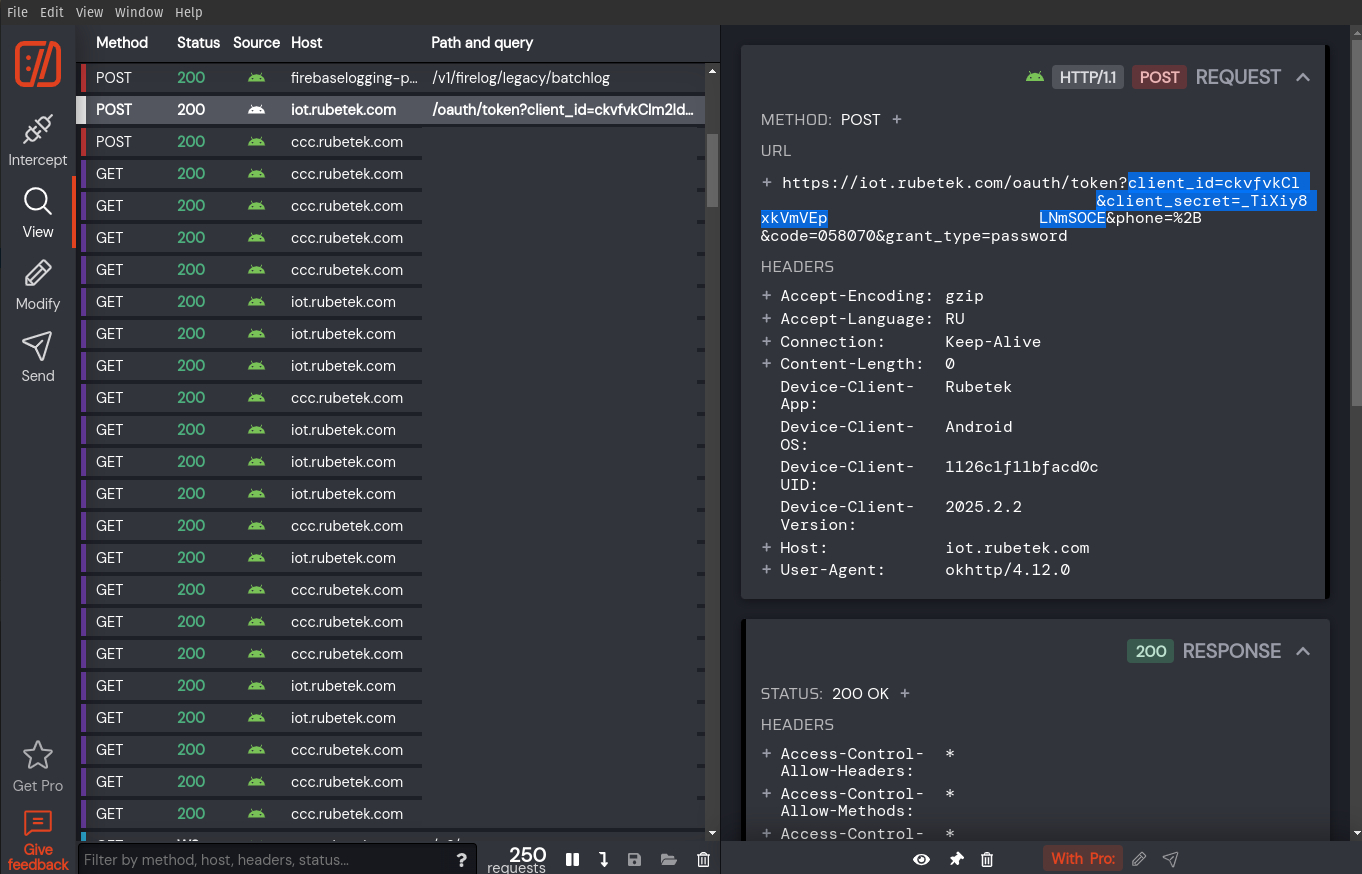 File Edit View Window Help
Method Status Source Host Path and query
POST 200 firebaselogging-p... /v1/firelog/legacy/batchlog
POST 200 iot.rubetek.com /oauth/token?client_id=ckvfvkClm2ld...
POST 200 ccc.rubetek.com
GET 200 ccc.rubetek.com
GET 200 ccc.rubetek.com
GET 200 ccc.rubetek.com
GET 200 ccc.rubetek.com
GET 200 iot.rubetek.com
GET 200 iot.rubetek.com
GET 200 iot.rubetek.com
GET 200 ccc.rubetek.com
GET 200 iot.rubetek.com
GET 200 iot.rubetek.com
GET 200 iot.rubetek.com
GET 200 ccc.rubetek.com
GET 200 iot.rubetek.com
GET 200 ccc.rubetek.com
GET 200 ccc.rubetek.com
GET 200 ccc.rubetek.com
GET 200 iot.rubetek.com
GET 200 iot.rubetek.com
GET 200 ccc.rubetek.com
GET 200 ccc.rubetek.com
GET 200 ccc.rubetek.com
Intercept
View
Modify
Send
Get Pro
Give
feedback
Filter by method, host, headers, status... ?
250
requests
HTTP/1.1 POST REQUEST
METHOD: POST +
URL
+ https://iot.rubetek.com/oauth/token?client_id=ckvfvkCl
&client_secret=_TiXiy8
xkVmVEp LNmSOCE&phone=%2B
&code=058070&grant_type=password
HEADERS
+ Accept-Encoding: gzip
+ Accept-Language: RU
+ Connection: Keep-Alive
+ Content-Length: 0
Device-Client- Rubetek
App:
Device-Client- Android
OS:
Device-Client- 1126c1f11bfacd0c
UID:
Device-Client- 2025.2.2
Version:
+ Host: iot.rubetek.com
+ User-Agent: okhttp/4.12.0
200 RESPONSE
STATUS: 200 OK +
HEADERS
+ Access-Control- *
Allow-Headers:
+ Access-Control- *
Allow-Methods:
+ Access-Control- *
With Pro: